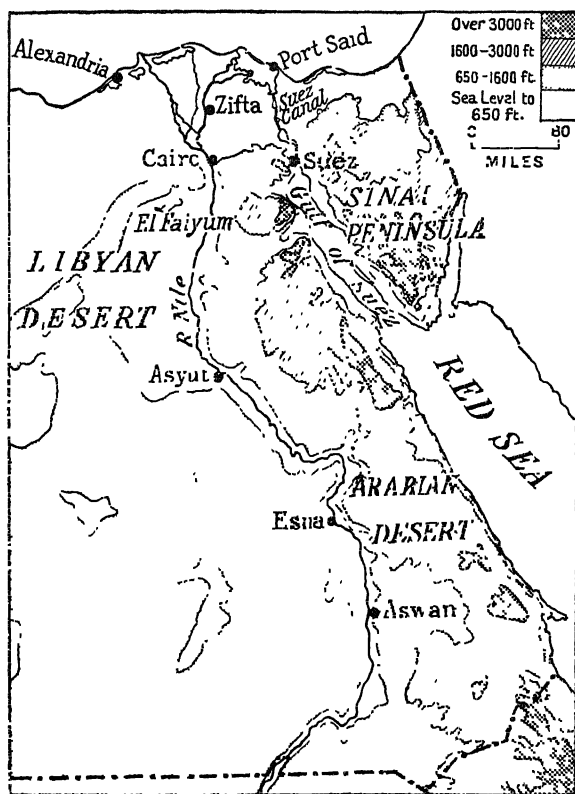 Over 3000 ft
1600-3000 ft.
650-1600 ft.
Sea Level to
650 ft.
0 80
MILES
Alexandria
Port Said
Zifta
Suez
Canal
Cairo
Suez
SINAI
PENINSULA
Gulf of Suez
El Faiyum
LIBYAN
DESERT
R Nile
Asyut
RED SEA
ARABIAN
DESERT
Esna
Aswan